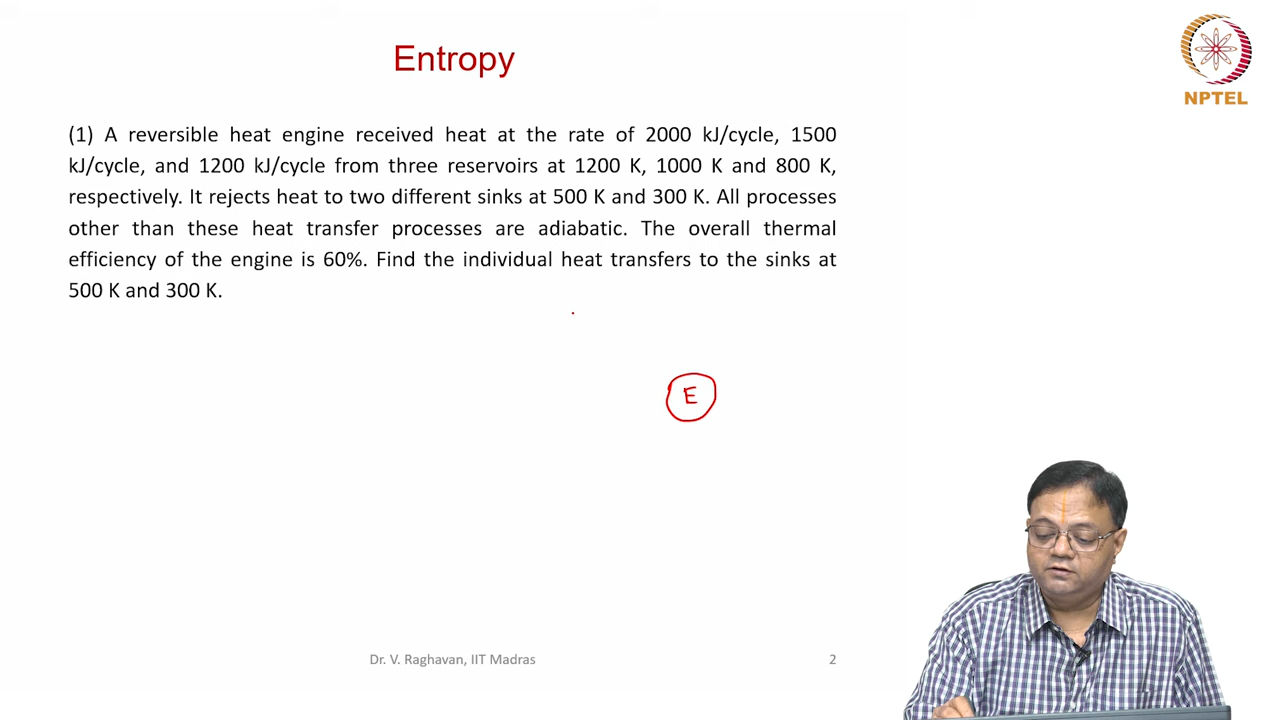 Entropy
NPTEL
(1) A reversible heat engine received heat at the rate of 2000 kJ/cycle, 1500
kJ/cycle, and 1200 kJ/cycle from three reservoirs at 1200 K, 1000 K and 800 K,
respectively. It rejects heat to two different sinks at 500 K and 300 K. All processes
other than these heat transfer processes are adiabatic. The overall thermal
efficiency of the engine is 60%. Find the individual heat transfers to the sinks at
500 K and 300 K.
E
Dr. V. Raghavan, IIT Madras
2